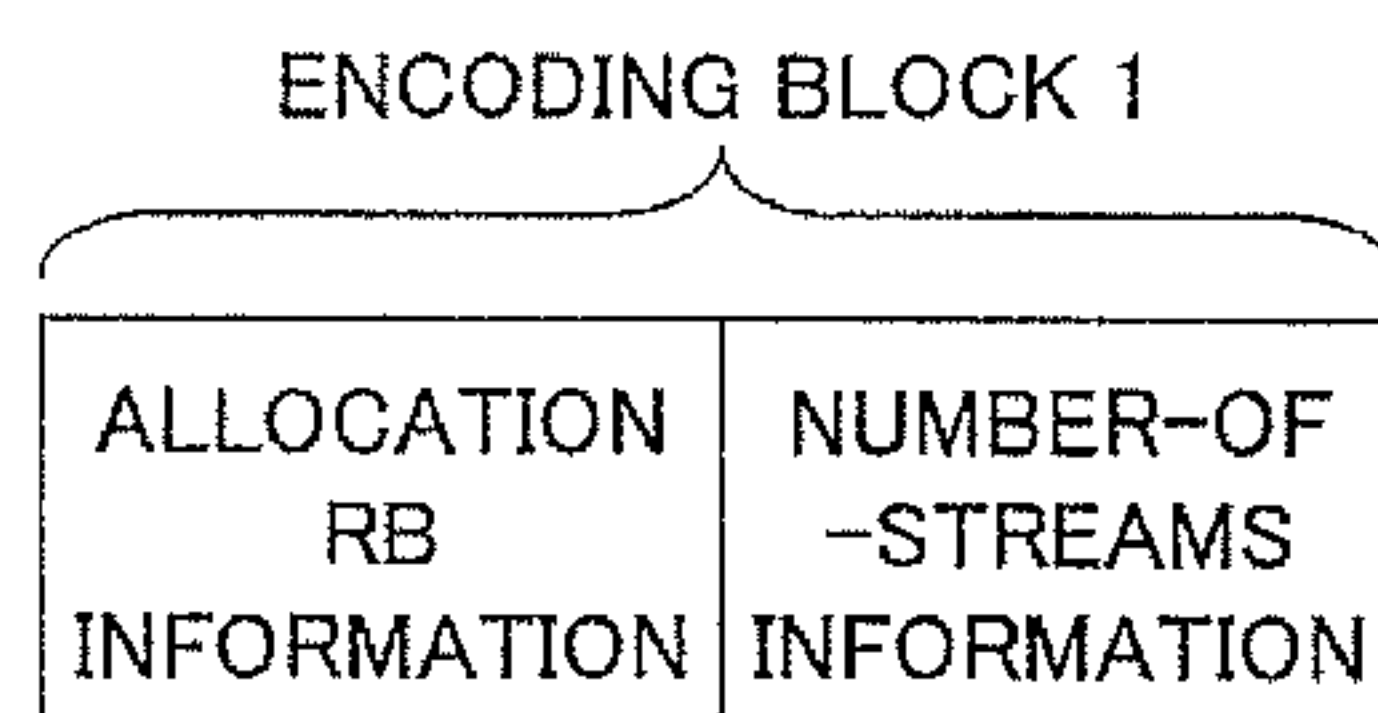 ENCODING BLOCK 1
ALLOCATION
RB
INFORMATION
NUMBER-OF
-STREAMS
INFORMATION